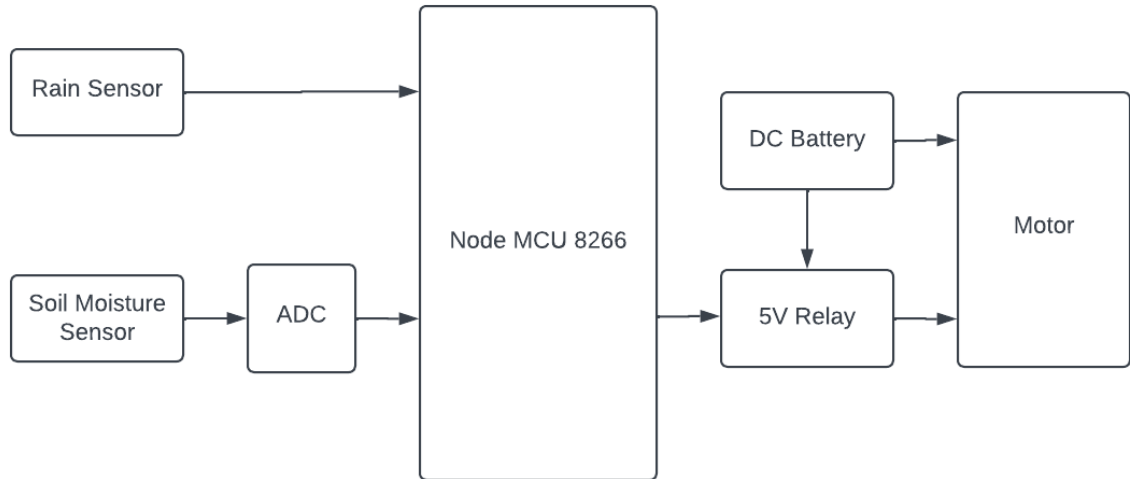 Rain Sensor
Soil Moisture
Sensor
ADC
Node MCU 8266
DC Battery
5V Relay
Motor